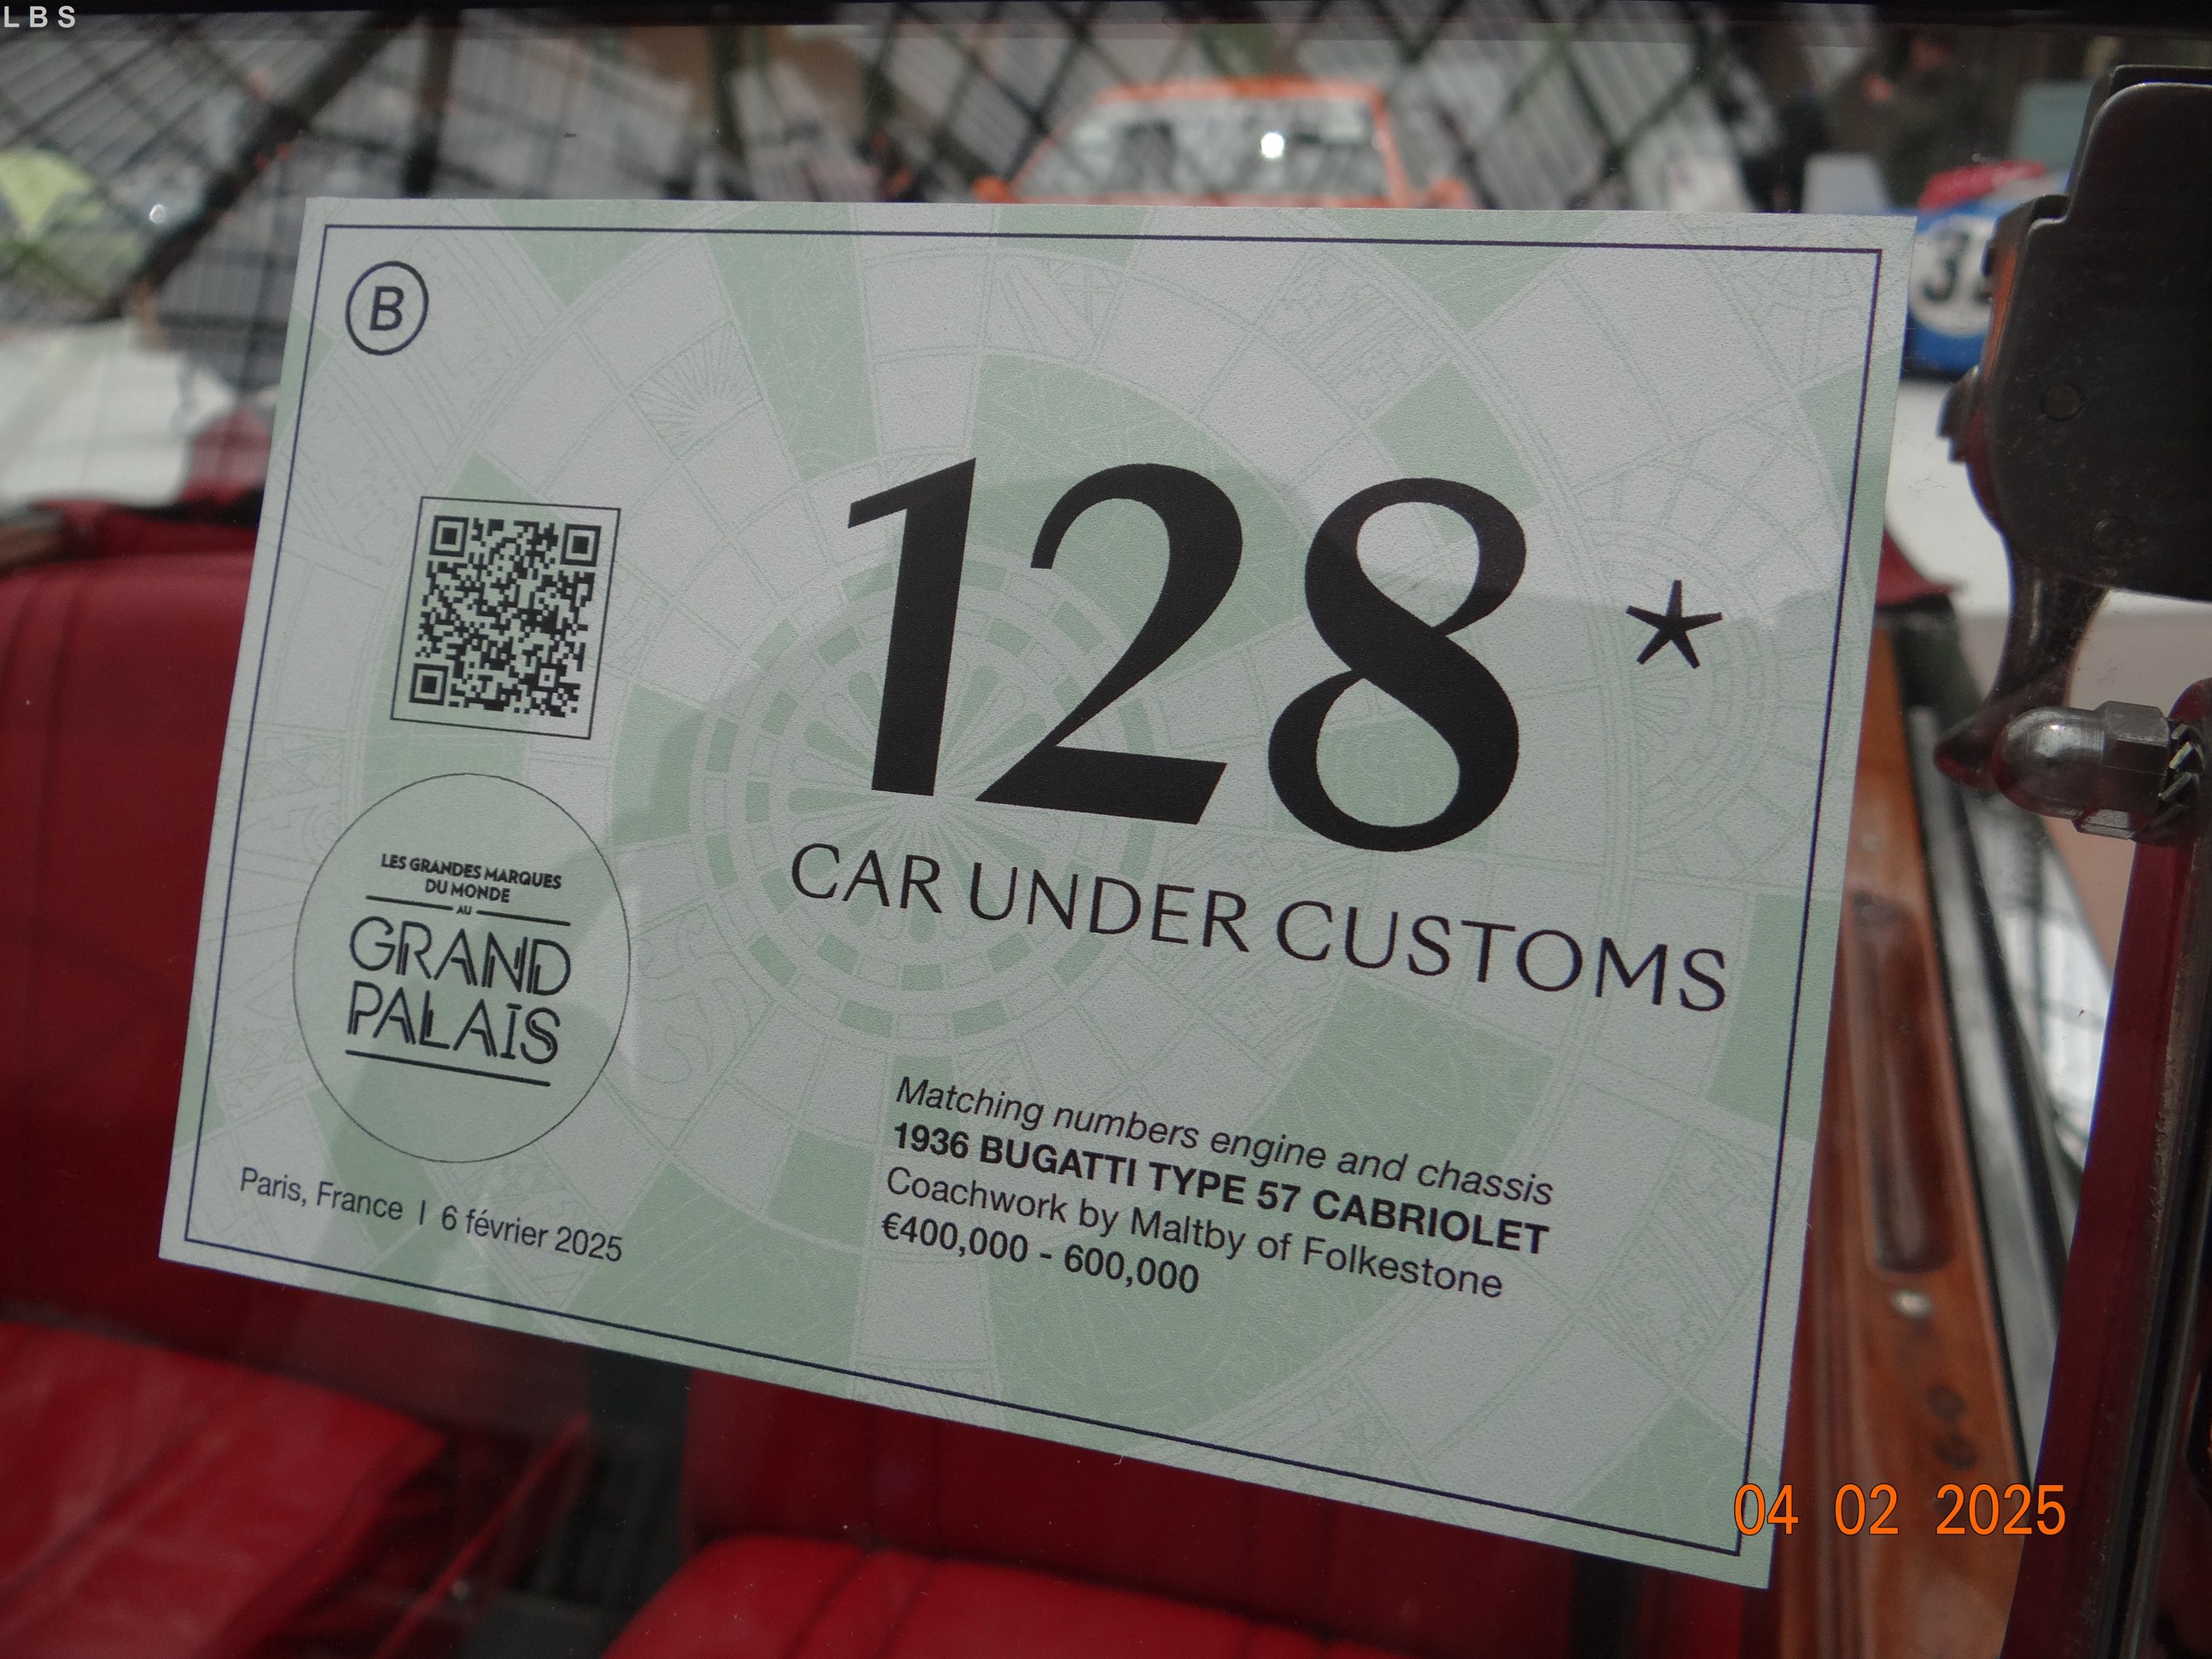 LBS
B
128 *
CAR UNDER CUSTOMS
LES GRANDES MARQUES
DU MONDE
AU
GRAND
PALAIS
Matching numbers engine and chassis
1936 BUGATTI TYPE 57 CABRIOLET
Coachwork by Maltby of Folkestone
€400,000 - 600,000
Paris, France | 6 février 2025
04 02 2025